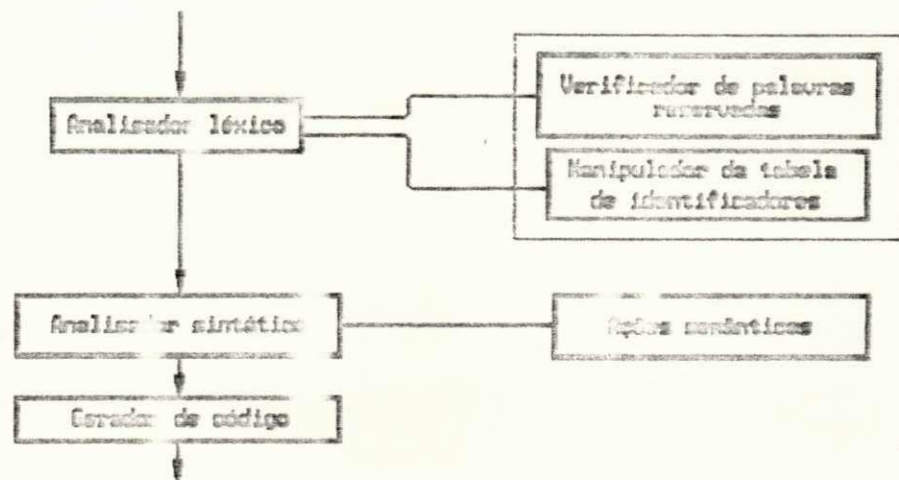 Verificador de palavras
reservadas
Analisador léxico
Manipulador da tabela
de identificadores
Analisador sintático
Ações semânticas
Gerador de código